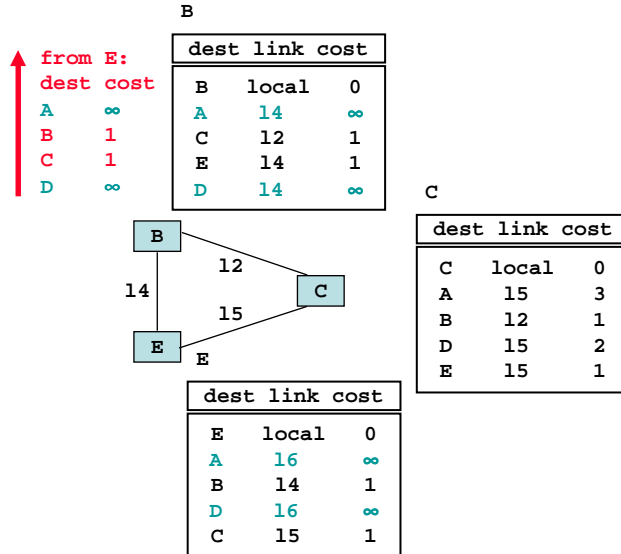 B
from E:
dest cost
A ∞
B 1
C 1
D ∞
dest link cost
B local 0
A l4 ∞
C l2 1
E l4 1
D l4 ∞
C
dest link cost
C local 0
A l5 3
B l2 1
D l5 2
E l5 1
B
l2
l4
C
l5
E
E
dest link cost
E local 0
A l6 ∞
B l4 1
D l6 ∞
C l5 1